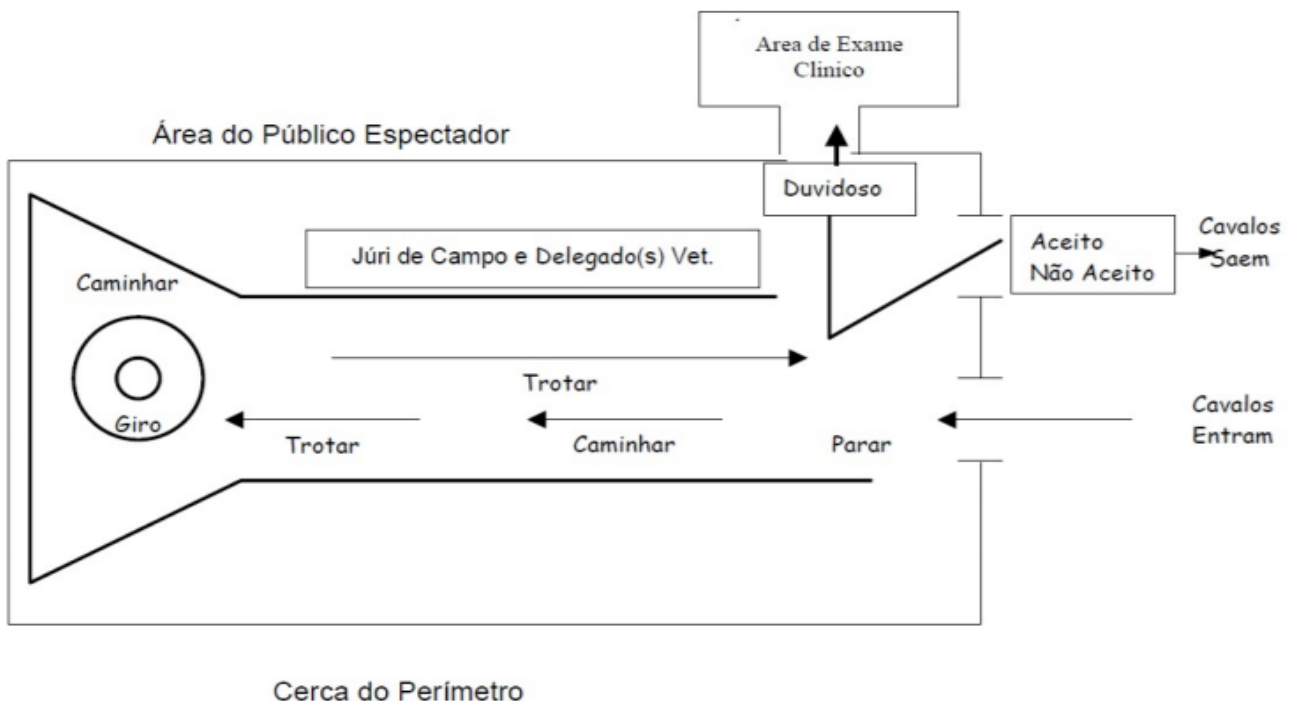 Area de Exame
Clinico
Área do Público Espectador
Duvidoso
Júri de Campo e Delegado(s) Vet.
Aceito
Não Aceito
Cavalos
Saem
Caminhar
Trotar
Giro
Trotar
Caminhar
Parar
Cavalos
Entram
Cerca do Perímetro